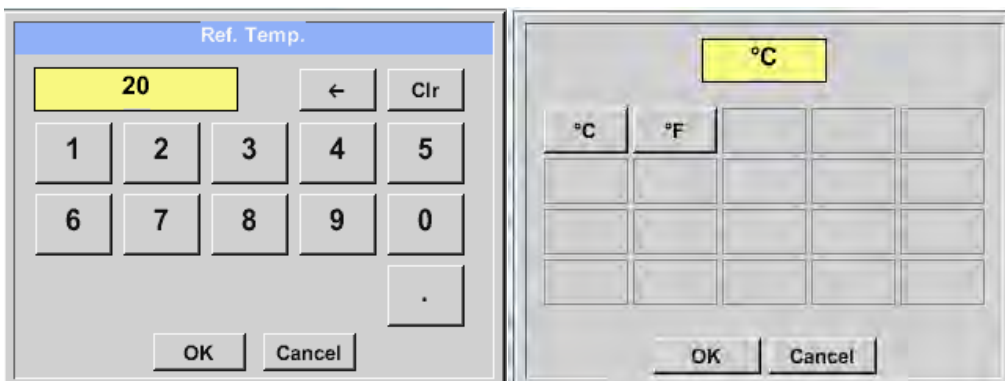 Ref. Temp.
20 ← Clr
1 2 3 4 5
6 7 8 9 0
.
OK Cancel
°C
°C °F
OK Cancel